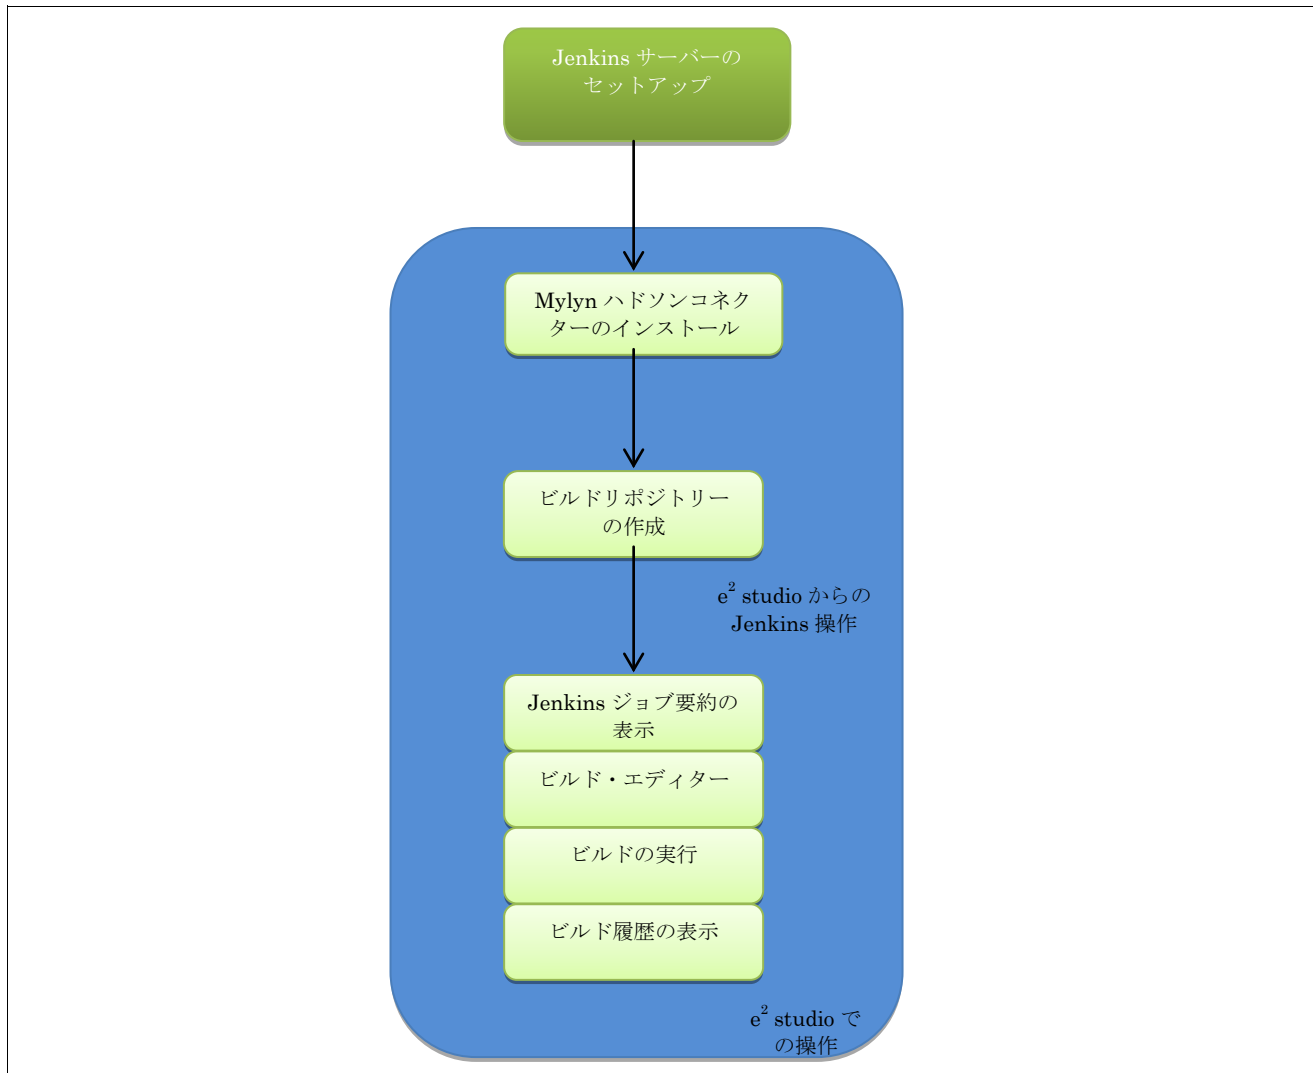 Jenkins サーバーの
セットアップ
Mylyn ハドソンコネク
ターのインストール
ビルドリポジトリー
の作成
e² studio からの
Jenkins 操作
Jenkins ジョブ要約の
表示
ビルド・エディター
ビルドの実行
ビルド履歴の表示
e² studio で
の操作